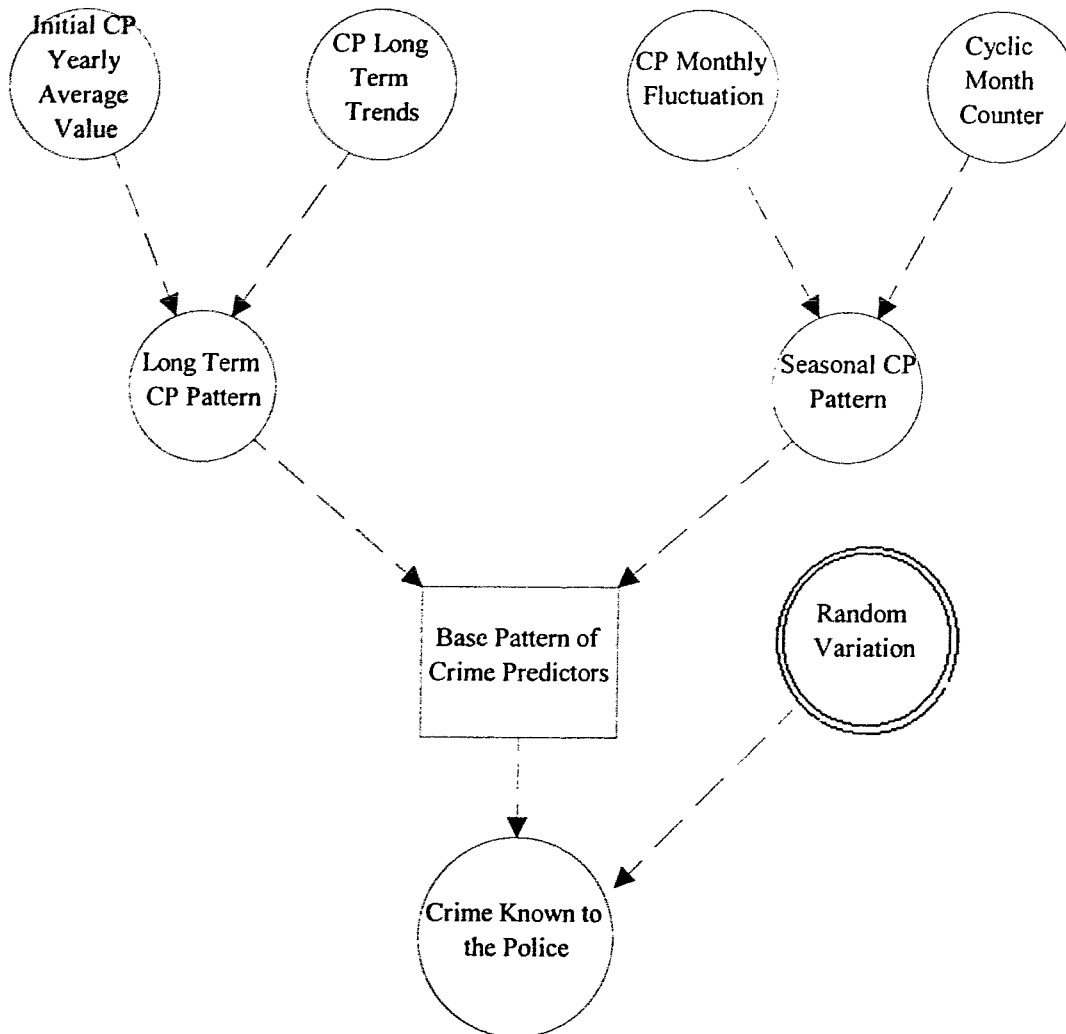 Initial CP
Yearly
Average
Value
CP Long
Term
Trends
CP Monthly
Fluctuation
Cyclic
Month
Counter
Long Term
CP Pattern
Seasonal CP
Pattern
Base Pattern of
Crime Predictors
Random
Variation
Crime Known to
the Police